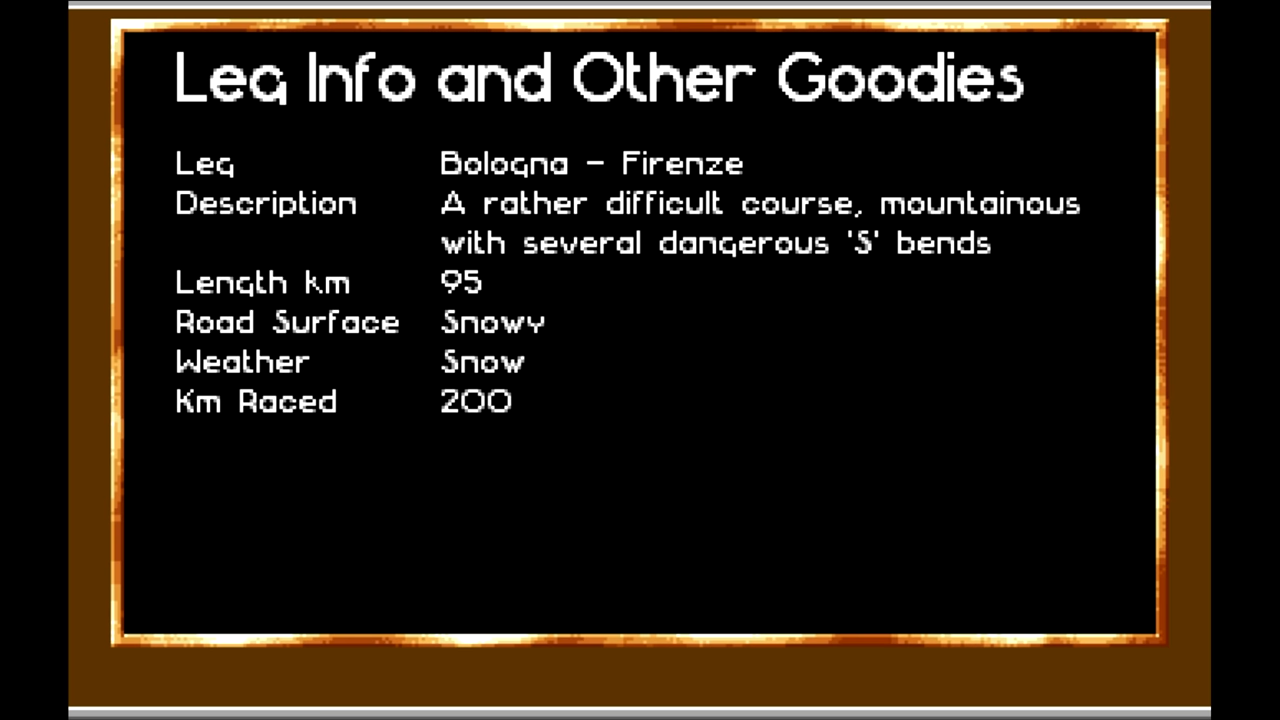 Leg Info and Other Goodies
Leg Bologna - Firenze
Description A rather difficult course, mountainous
with several dangerous 'S' bends
Length km 95
Road Surface Snowy
Weather Snow
Km Raced 200